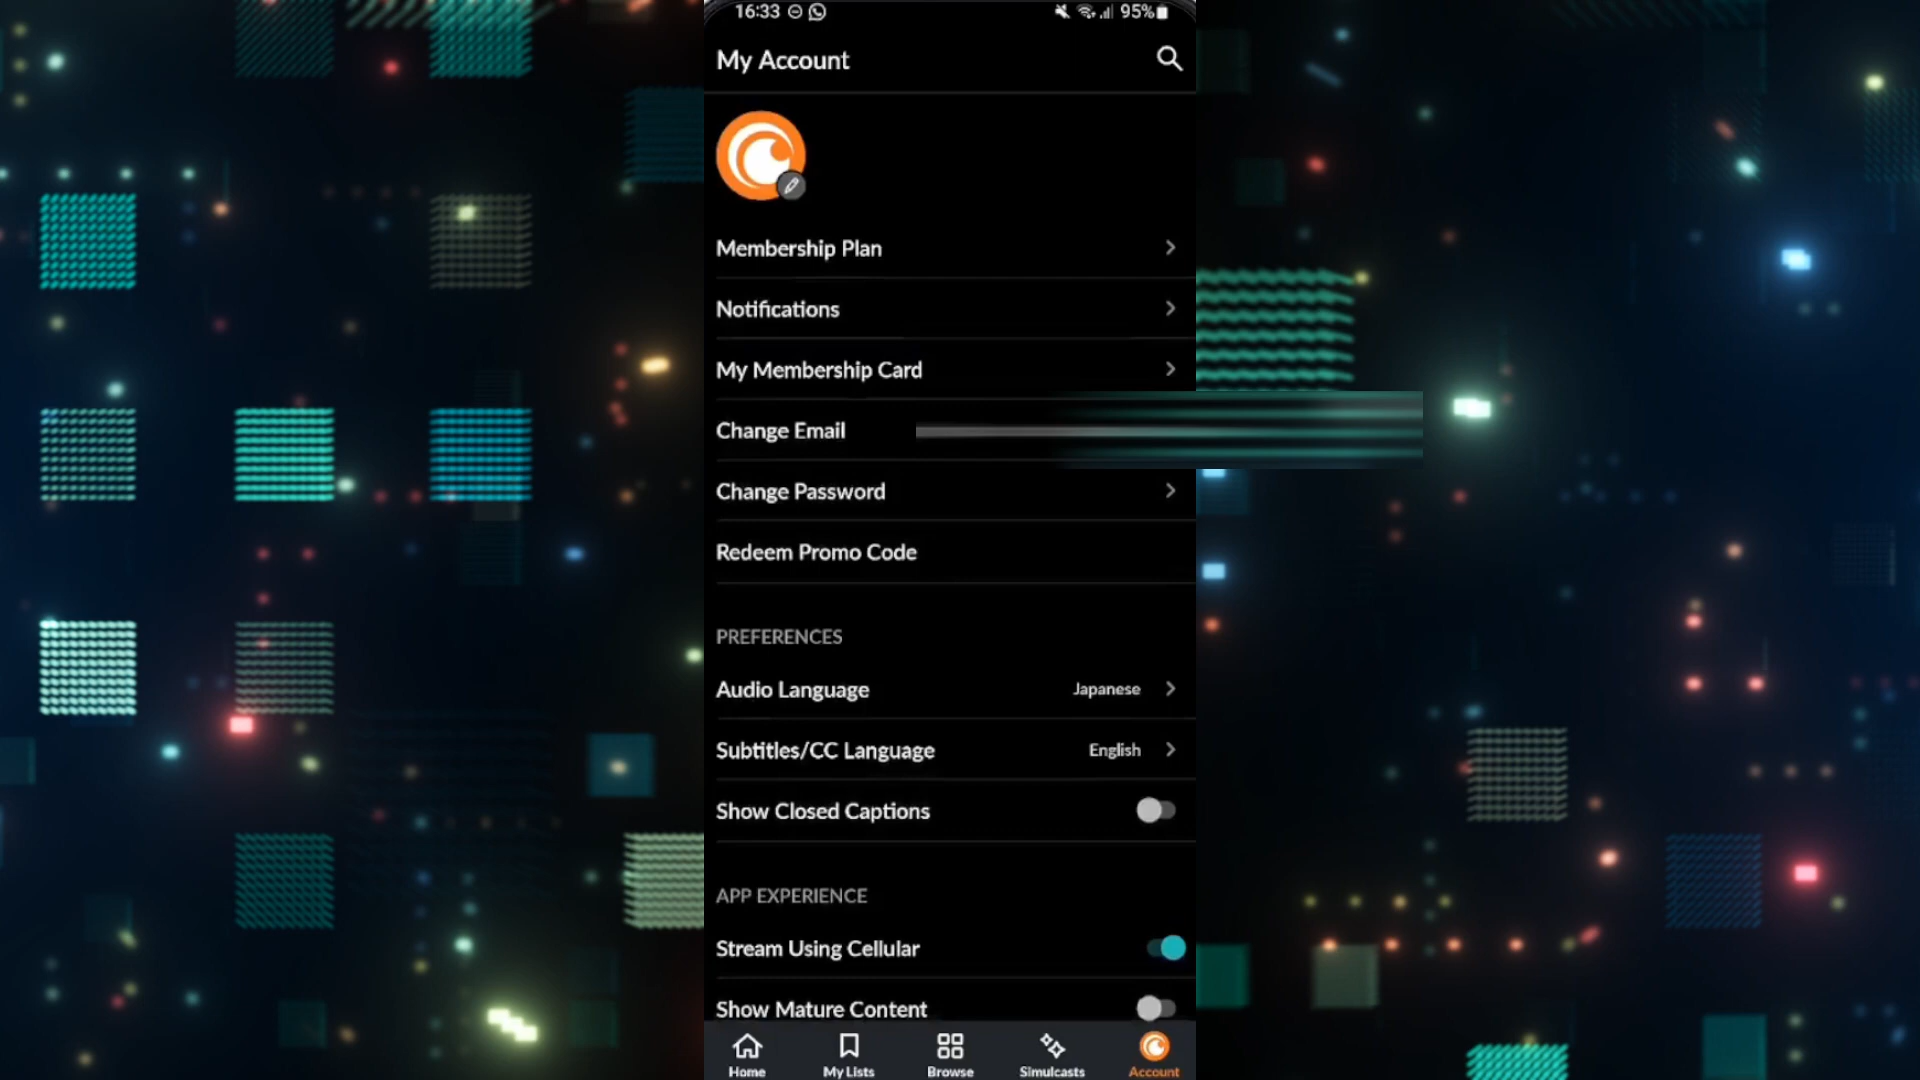 16:33 95%
My Account
Membership Plan
Notifications
My Membership Card
Change Email
Change Password
Redeem Promo Code
PREFERENCES
Audio Language Japanese
Subtitles/CC Language English
Show Closed Captions
APP EXPERIENCE
Stream Using Cellular
Show Mature Content
Home My Lists Browse Simulcasts Account